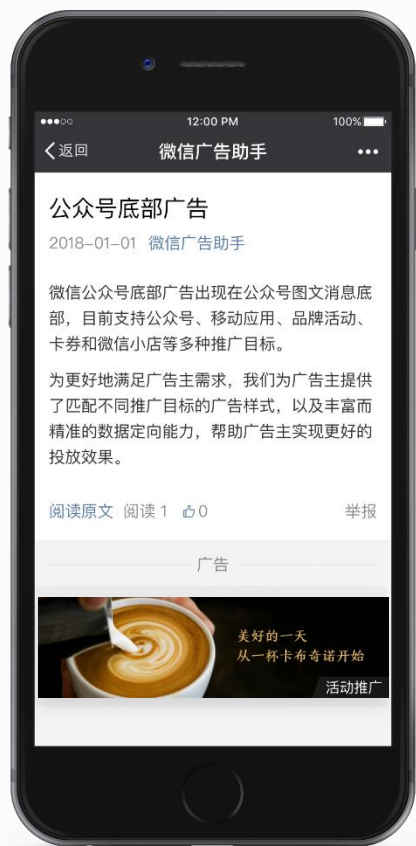 12:00 PM
100%
返回
微信广告助手
公众号底部广告
2018-01-01 微信广告助手
微信公众号底部广告出现在公众号图文消息底
部，目前支持公众号、移动应用、品牌活动、
卡券和微信小店等多种推广目标。
为更好地满足广告主需求，我们为广告主提供
了匹配不同推广目标的广告样式，以及丰富而
精准的数据定向能力，帮助广告主实现更好的
投放效果。
阅读原文 阅读 1 0
举报
广告
美好的一天
从一杯卡布奇诺开始
活动推广